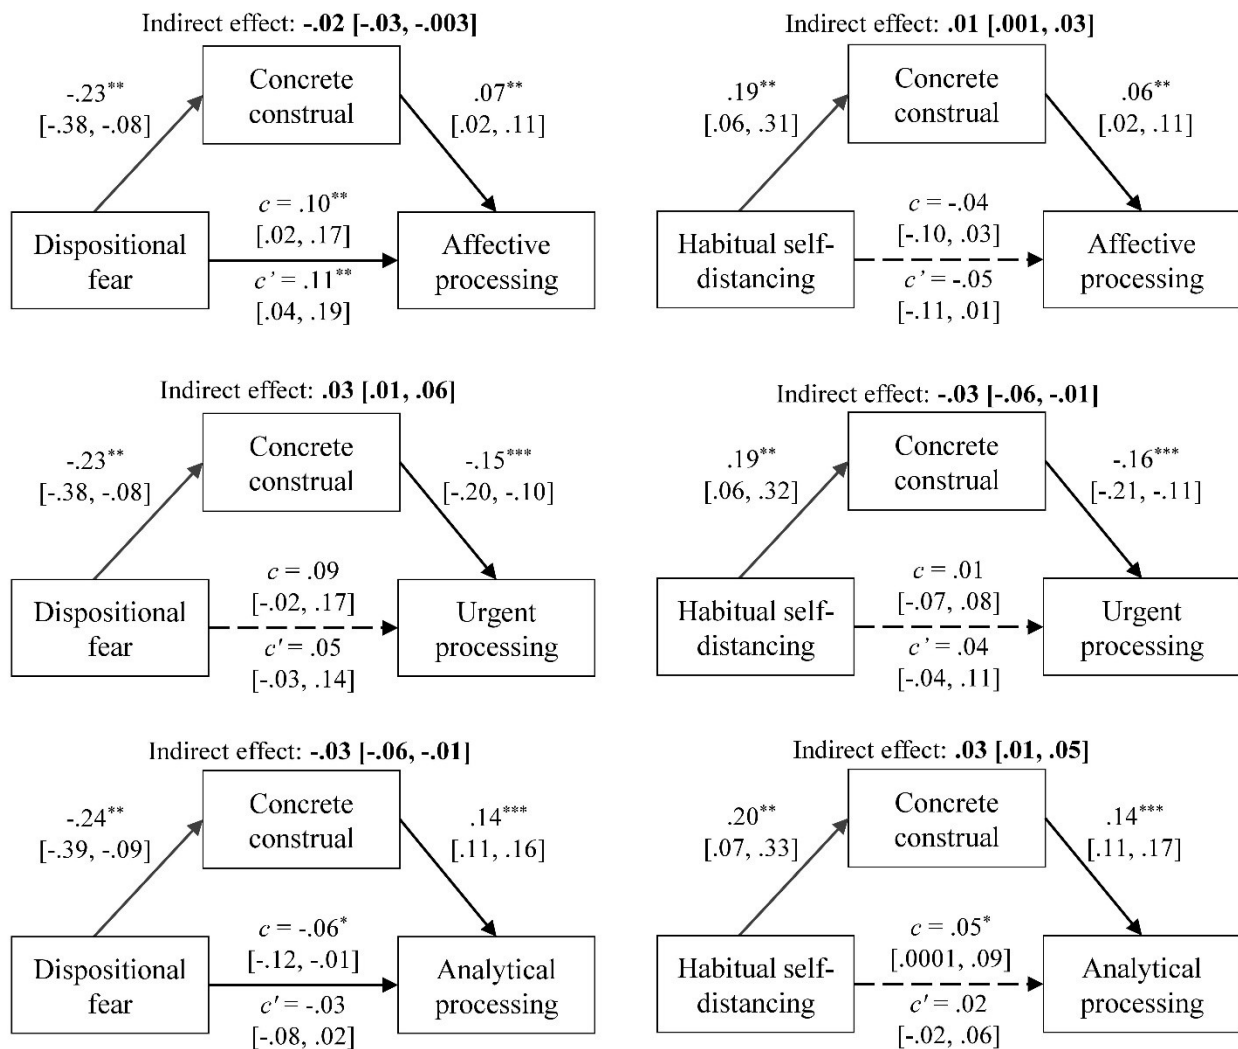 Indirect effect: -.02 [-.03, -.003]
Concrete
construal
-.23**
[-.38, -.08]
.07**
[.02, .11]
Dispositional
fear
c = .10**
[.02, .17]
c' = .11**
[.04, .19]
Affective
processing
Indirect effect: .01 [.001, .03]
Concrete
construal
.19**
[.06, .31]
.06**
[.02, .11]
Habitual self-
distancing
c = -.04
[-.10, .03]
c' = -.05
[-.11, .01]
Affective
processing
Indirect effect: .03 [.01, .06]
Concrete
construal
-.23**
[-.38, -.08]
-.15***
[-.20, -.10]
Dispositional
fear
c = .09
[-.02, .17]
c' = .05
[-.03, .14]
Urgent
processing
Indirect effect: -.03 [-.06, -.01]
Concrete
construal
.19**
[.06, .32]
-.16***
[-.21, -.11]
Habitual self-
distancing
c = .01
[-.07, .08]
c' = .04
[-.04, .11]
Urgent
processing
Indirect effect: -.03 [-.06, -.01]
Concrete
construal
-.24**
[-.39, -.09]
.14***
[.11, .16]
Dispositional
fear
c = -.06*
[-.12, -.01]
c' = -.03
[-.08, .02]
Analytical
processing
Indirect effect: .03 [.01, .05]
Concrete
construal
.20**
[.07, .33]
.14***
[.11, .17]
Habitual self-
distancing
c = .05*
[.0001, .09]
c' = .02
[-.02, .06]
Analytical
processing